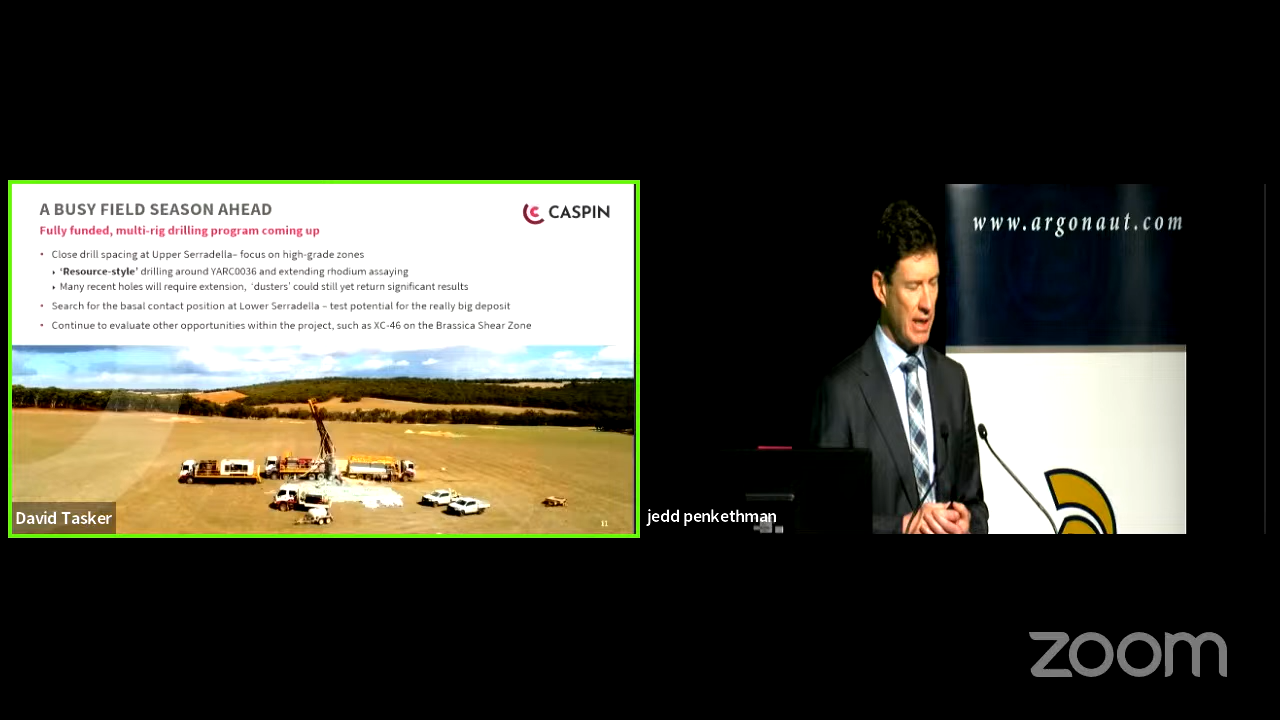 A BUSY FIELD SEASON AHEAD
CASPIN
Fully funded, multi-rig drilling program coming up
• Close drill spacing at Upper Serradella– focus on high-grade zones
‘Resource-style’ drilling around YARC0036 and extending rhodium assaying
Many recent holes will require extension, ‘dusters’ could still yet return significant results
• Search for the basal contact position at Lower Serradella – test potential for the really big deposit
• Continue to evaluate other opportunities within the project, such as XC-46 on the Brassica Shear Zone
11
David Tasker
www.argonaut.com
jedd penkethman
zoom